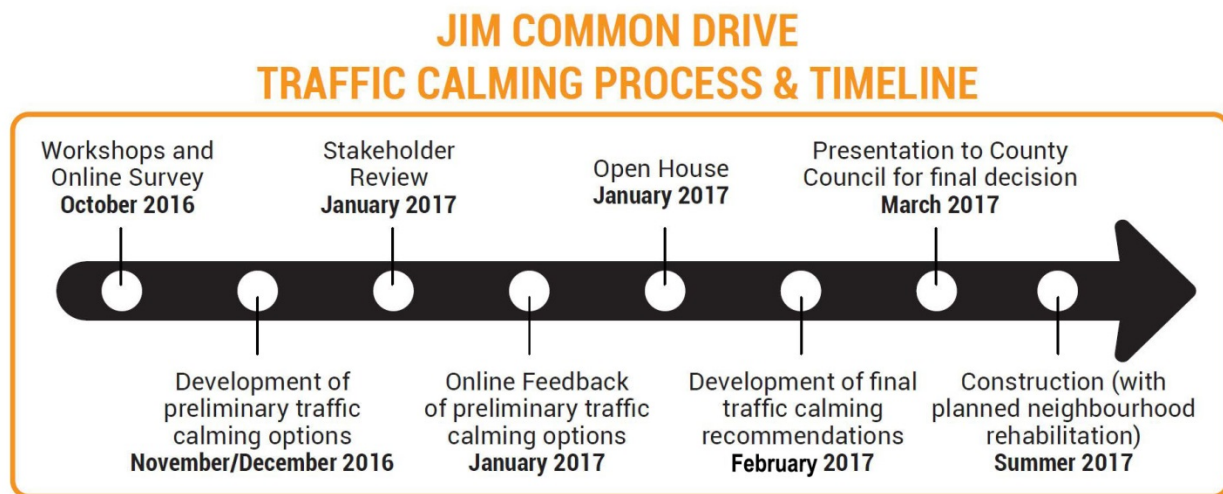 JIM COMMON DRIVE
TRAFFIC CALMING PROCESS & TIMELINE
Workshops and
Online Survey
October 2016
Development of
preliminary traffic
calming options
November/December 2016
Stakeholder
Review
January 2017
Online Feedback
of preliminary traffic
calming options
January 2017
Open House
January 2017
Development of final
traffic calming
recommendations
February 2017
Presentation to County
Council for final decision
March 2017
Construction (with
planned neighbourhood
rehabilitation)
Summer 2017